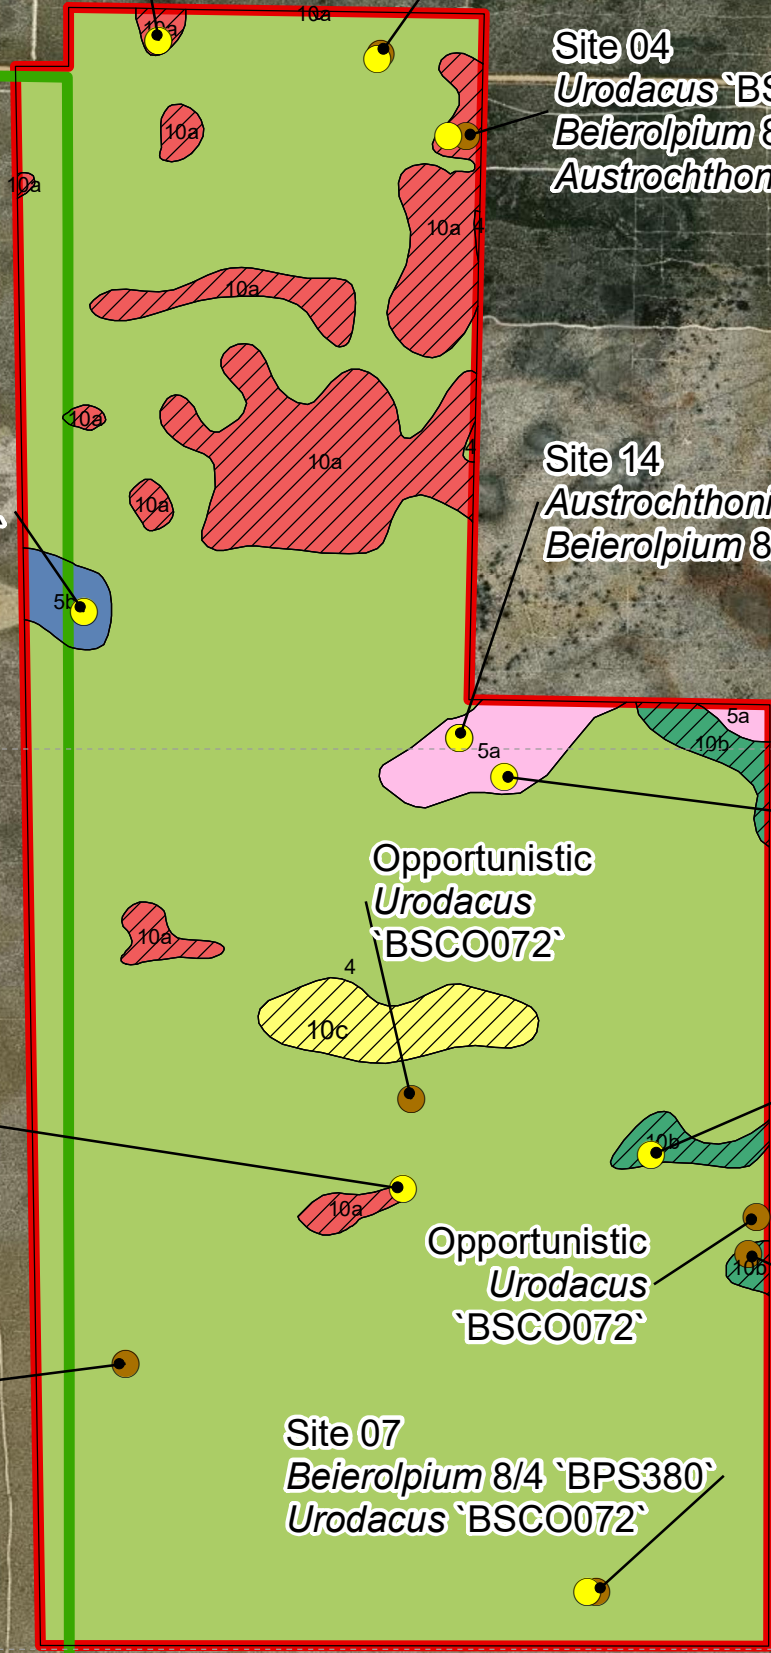 10a
10a
Site 04
Urodacus `BS
Beierolpium 8
Austrochthon
10a
10a
10a
4
10a
10a
10a
4
10a
Site 14
Austrochthoni
Beierolpium 8
5b
5a
5a
10b
Opportunistic
Urodacus
`BSCO072`
10a
4
10c
10b
10a
Opportunistic
Urodacus
`BSCO072`
10b
Site 07
Beierolpium 8/4 `BPS380`
Urodacus `BSCO072`